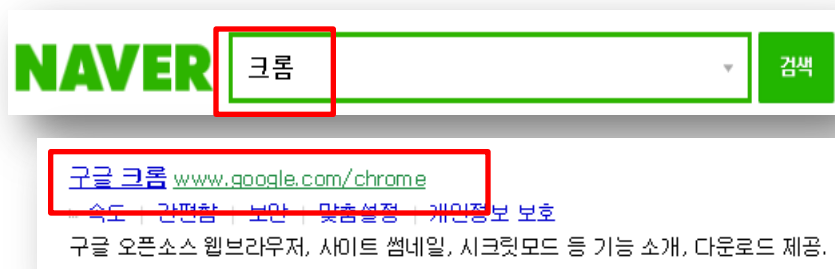 NAVER 크롬 검색
구글 크롬 www.google.com/chrome
속도 | 간편함 | 보안 | 맞춤설정 | 개인정보 보호
구글 오픈소스 웹브라우저, 사이트 썸네일, 시크릿모드 등 기능 소개, 다운로드 제공.